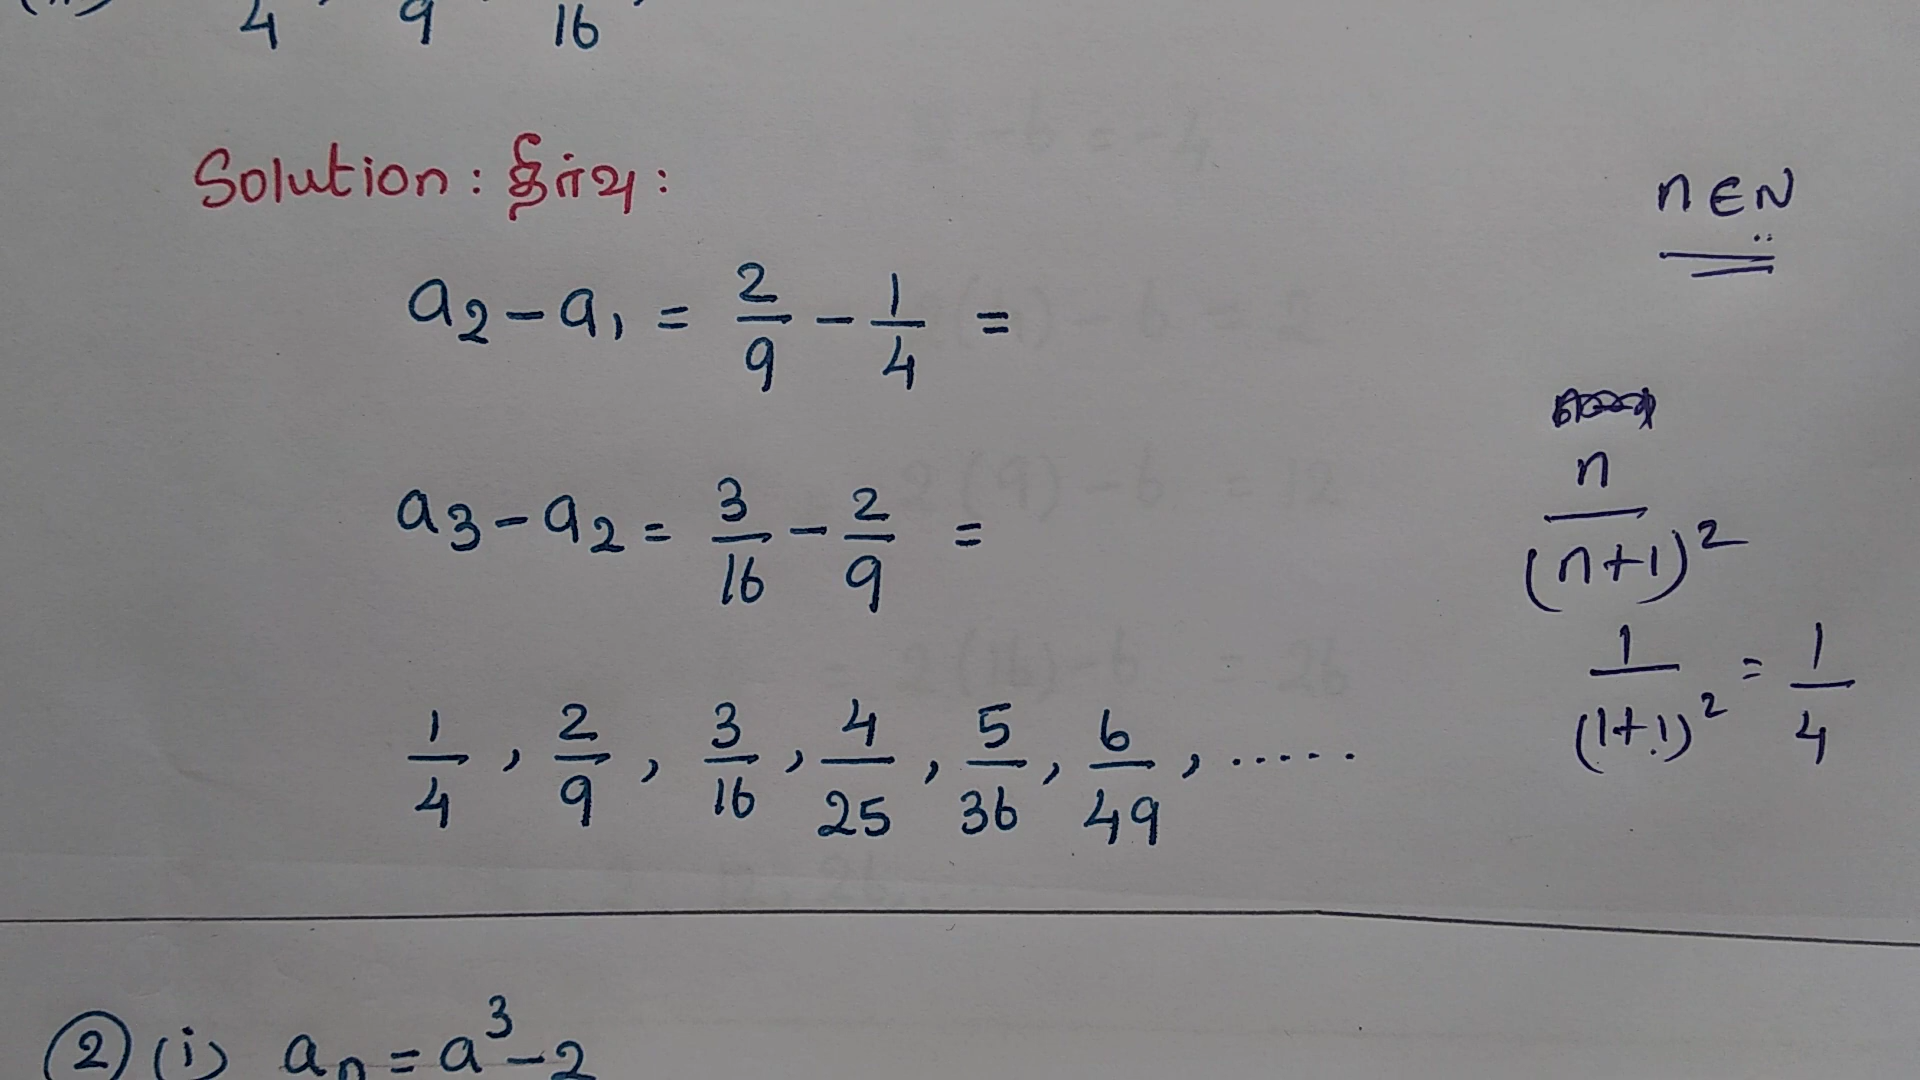 4 9 16
Solution: தீர்வு:
n∈N
a₂-a₁ = 2/9 - 1/4 =
a₃-a₂ = 3/16 - 2/9 =
n/(n+1)²
1/(1+1)² = 1/4
1/4, 2/9, 3/16, 4/25, 5/36, 6/49, .....
② (i) aₙ = a³-2